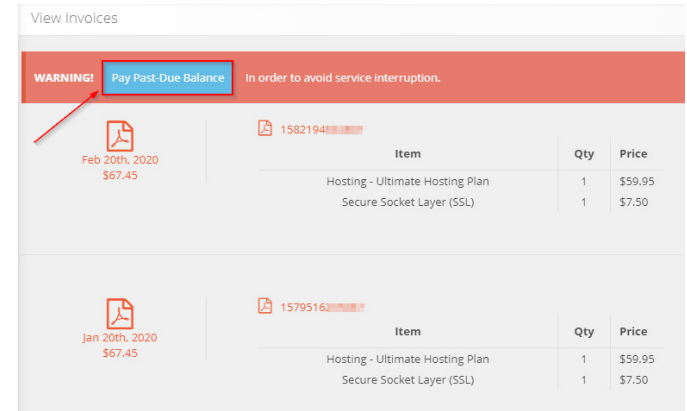 View Invoices
WARNING! Pay Past-Due Balance In order to avoid service interruption.
Feb 20th, 2020
$67.45
1582194
Item Qty Price
Hosting - Ultimate Hosting Plan 1 $59.95
Secure Socket Layer (SSL) 1 $7.50
Jan 20th, 2020
$67.45
1579516
Item Qty Price
Hosting - Ultimate Hosting Plan 1 $59.95
Secure Socket Layer (SSL) 1 $7.50